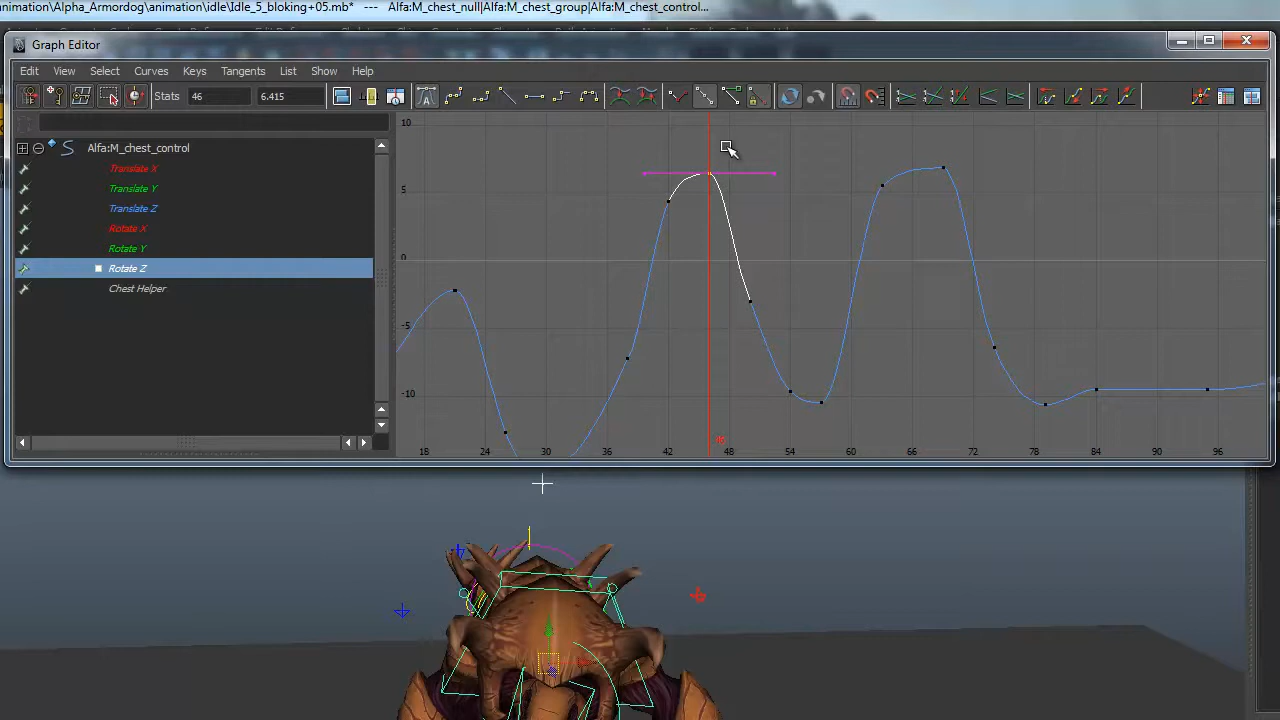 animation\Alpha_Armordog\animation\idle\Idle_5_bloking+05.mb* --- Alfa:M_chest_null|Alfa:M_chest_group|Alfa:M_chest_control...
Graph Editor
Edit View Select Curves Keys Tangents List Show Help
Stats 46 6.415
Alfa:M_chest_control
Translate X
Translate Y
Translate Z
Rotate X
Rotate Y
Rotate Z
Chest Helper
10
5
0
-5
-10
18 24 30 36 42 48 54 60 66 72 78 84 90 96